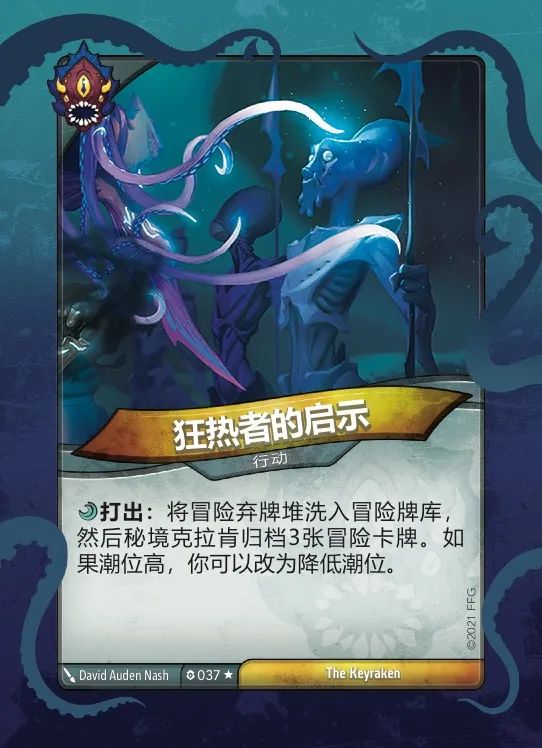 狂热者的启示
行动
打出：将冒险弃牌堆洗入冒险牌库，
然后秘境克拉肯归档3张冒险卡牌。如
果潮位高，你可以改为降低潮位。
©2021 FFG
David Auden Nash
037
The Keyraken